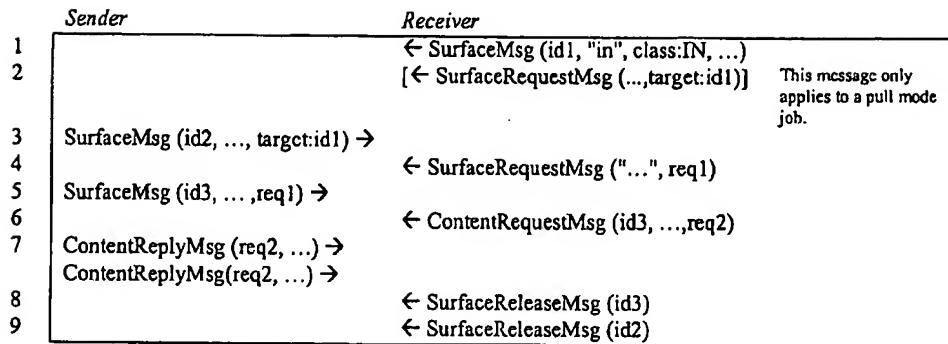 Sender Receiver
1 ← SurfaceMsg (id1, "in", class:IN, ...)
2 [← SurfaceRequestMsg (...,target:id1)] This message only
applies to a pull mode
job.
3 SurfaceMsg (id2, ..., target:id1) →
4 ← SurfaceRequestMsg ("...", req1)
5 SurfaceMsg (id3, ... ,req1) →
6 ← ContentRequestMsg (id3, ...,req2)
7 ContentReplyMsg (req2, ...) →
ContentReplyMsg(req2, ...) →
8 ← SurfaceReleaseMsg (id3)
9 ← SurfaceReleaseMsg (id2)